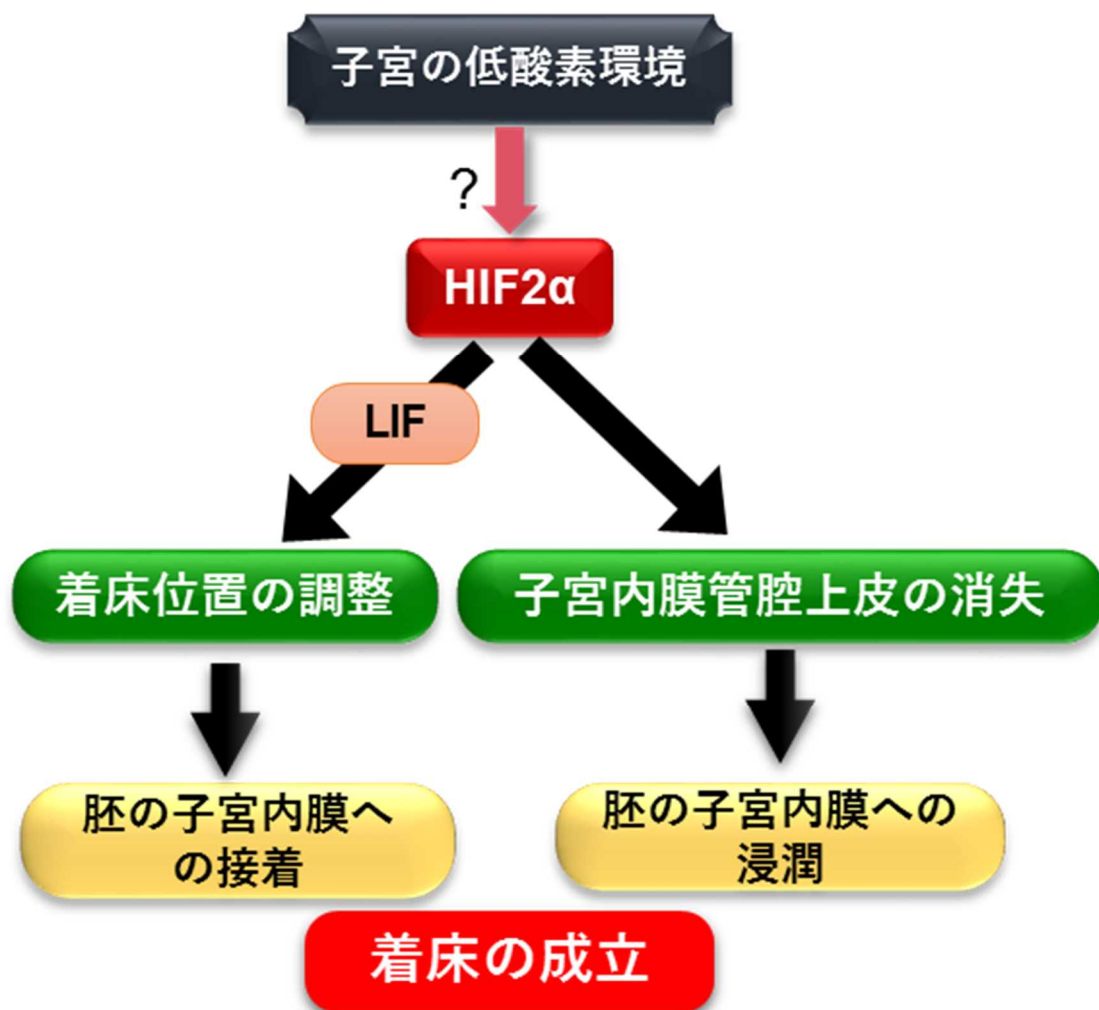 子宮の低酸素環境
?
HIF2α
LIF
着床位置の調整
子宮内膜管腔上皮の消失
胚の子宮内膜へ
の接着
胚の子宮内膜への
浸潤
着床の成立